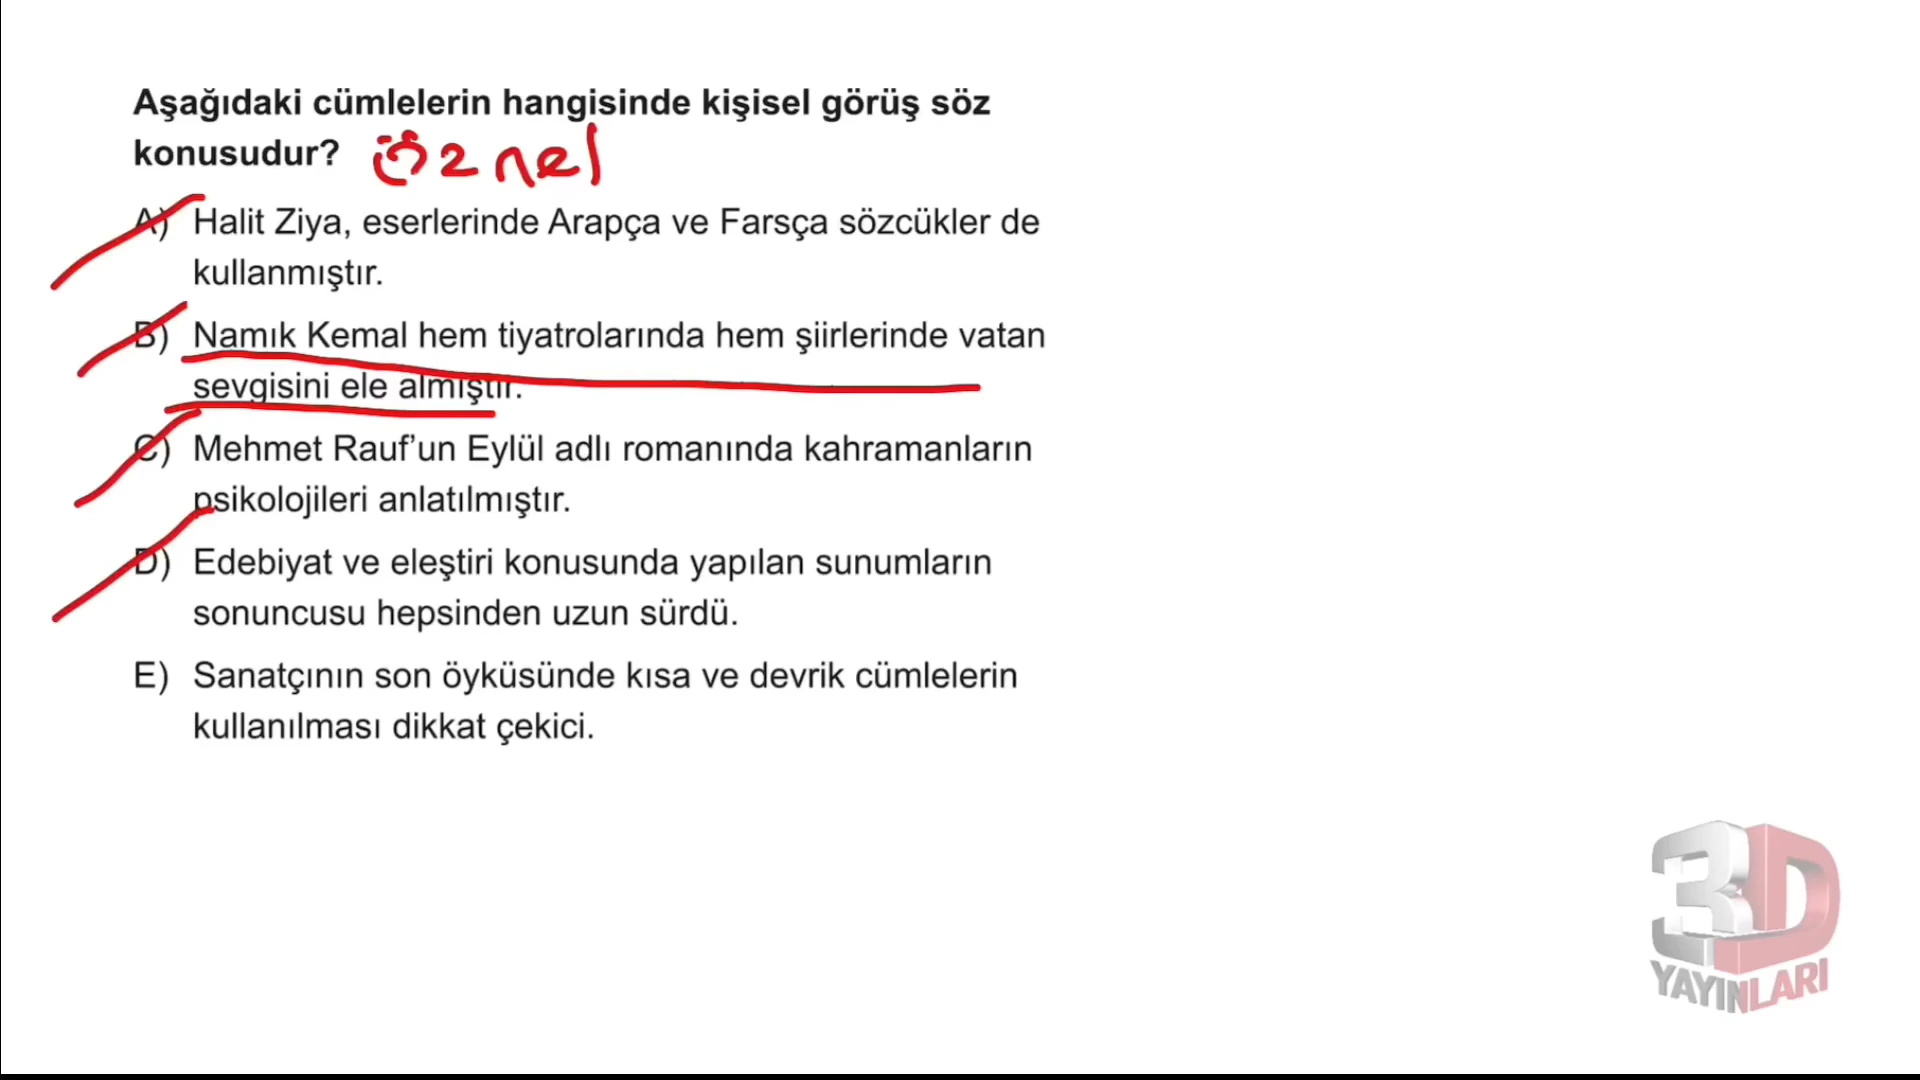 Aşağıdaki cümlelerin hangisinde kişisel görüş söz
konusudur? öznel
A) Halit Ziya, eserlerinde Arapça ve Farsça sözcükler de
kullanmıştır.
B) Namık Kemal hem tiyatrolarında hem şiirlerinde vatan
sevgisini ele almıştır.
C) Mehmet Rauf’un Eylül adlı romanında kahramanların
psikolojileri anlatılmıştır.
D) Edebiyat ve eleştiri konusunda yapılan sunumların
sonuncusu hepsinden uzun sürdü.
E) Sanatçının son öyküsünde kısa ve devrik cümlelerin
kullanılması dikkat çekici.
3D
YAYINLARI